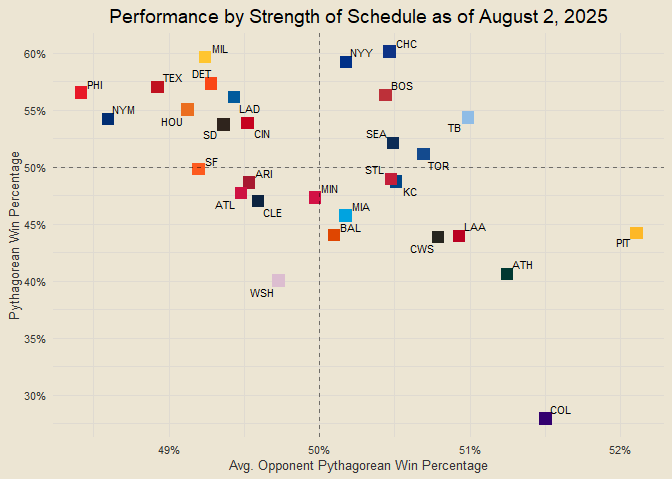 Performance by Strength of Schedule as of August 2, 2025
Pythagorean Win Percentage
60%
55%
50%
45%
40%
35%
30%
CHC
MIL
NYY
TEX
DET
PHI
BOS
NYM
LAD
HOU
SD
CIN
TB
SEA
TOR
SF
STL
ARI
KC
MIN
ATL
CLE
MIA
BAL
LAA
CWS
PIT
ATH
WSH
COL
49%
50%
51%
52%
Avg. Opponent Pythagorean Win Percentage